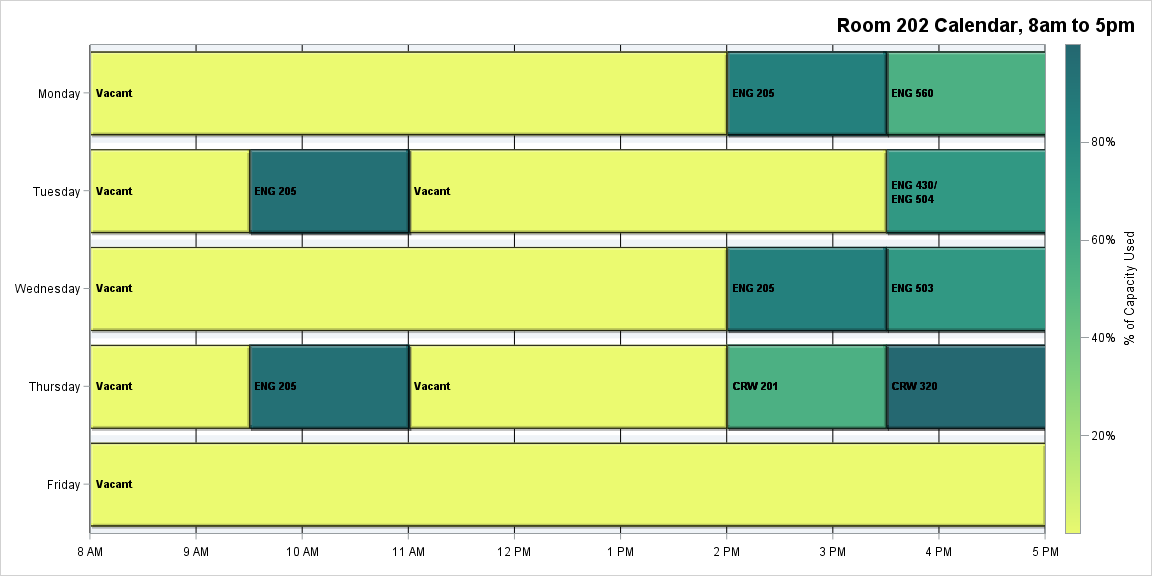 Room 202 Calendar, 8am to 5pm
Monday
Vacant
ENG 205
ENG 560
Tuesday
Vacant
ENG 205
Vacant
ENG 430/
ENG 504
Wednesday
Vacant
ENG 205
ENG 503
Thursday
Vacant
ENG 205
Vacant
CRW 201
CRW 320
Friday
Vacant
8 AM
9 AM
10 AM
11 AM
12 PM
1 PM
2 PM
3 PM
4 PM
5 PM
80%
60%
40%
20%
% of Capacity Used